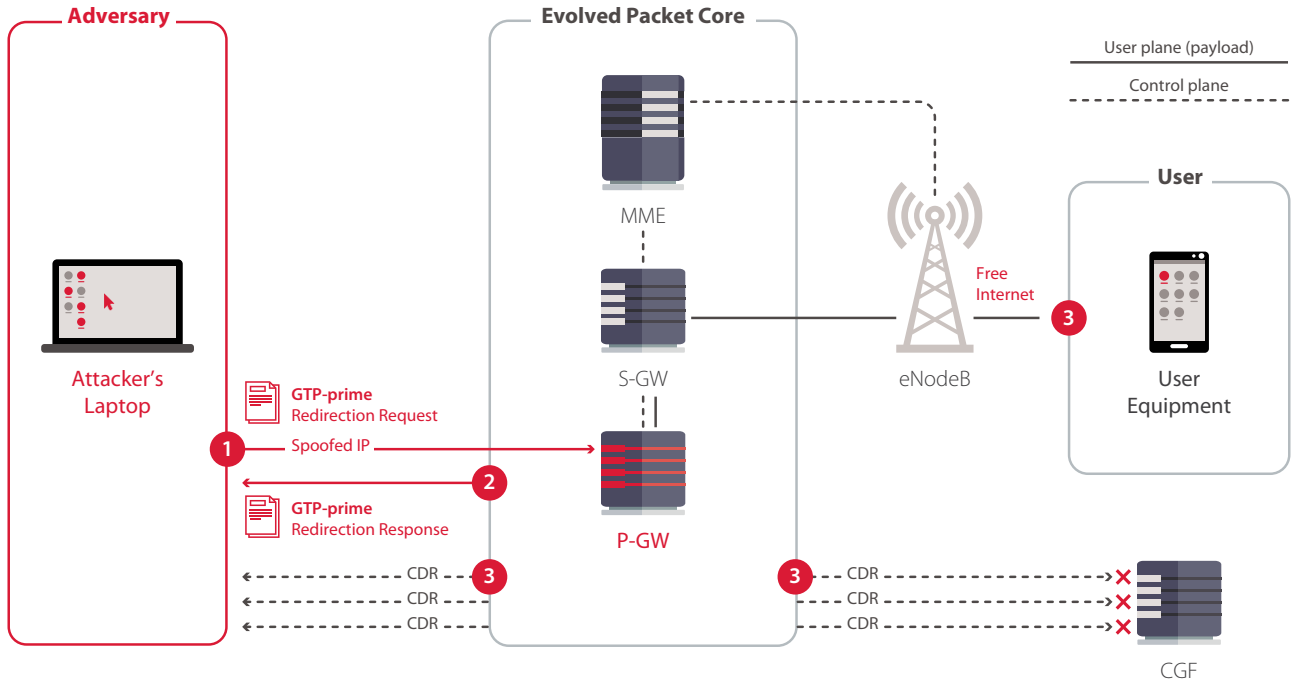 Adversary
Evolved Packet Core
User plane (payload)
Control plane
User
MME
Free
Internet
3
Attacker's
Laptop
S-GW
eNodeB
User
Equipment
GTP-prime
Redirection Request
1
Spoofed IP
2
GTP-prime
Redirection Response
P-GW
CDR
3
3
CDR
CDR
CDR
CDR
CDR
CGF